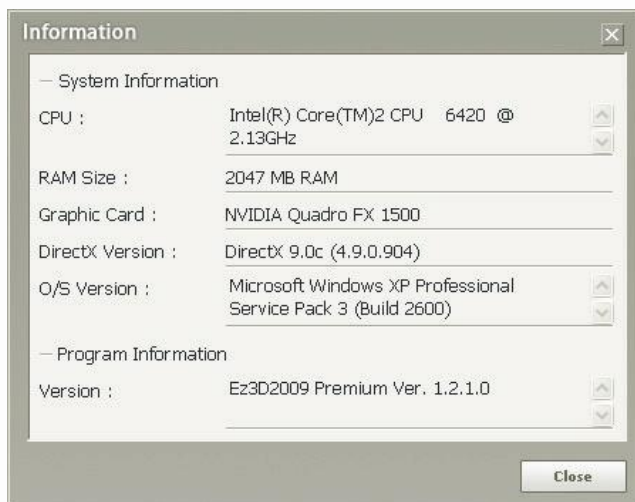 Information
— System Information
CPU : Intel(R) Core(TM)2 CPU 6420 @
2.13GHz
RAM Size : 2047 MB RAM
Graphic Card : NVIDIA Quadro FX 1500
DirectX Version : DirectX 9.0c (4.9.0.904)
O/S Version : Microsoft Windows XP Professional
Service Pack 3 (Build 2600)
— Program Information
Version : Ez3D2009 Premium Ver. 1.2.1.0
Close